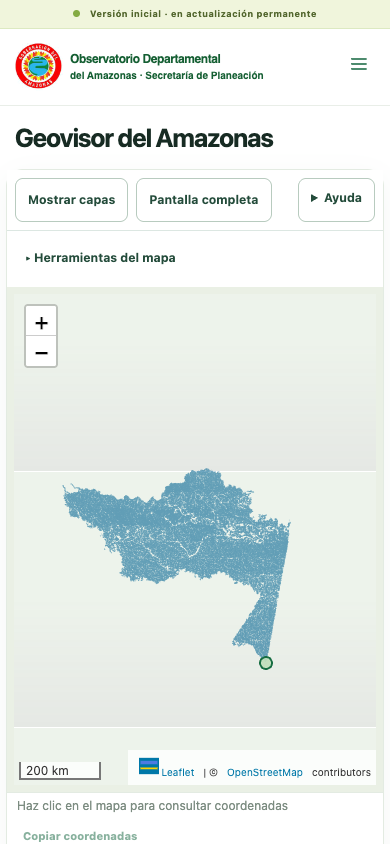 Versión inicial · en actualización permanente
Observatorio Departamental
del Amazonas · Secretaría de Planeación
Geovisor del Amazonas
Mostrar capas
Pantalla completa
▶ Ayuda
▸ Herramientas del mapa
+
−
200 km
Leaflet | © OpenStreetMap contributors
Haz clic en el mapa para consultar coordenadas
Copiar coordenadas